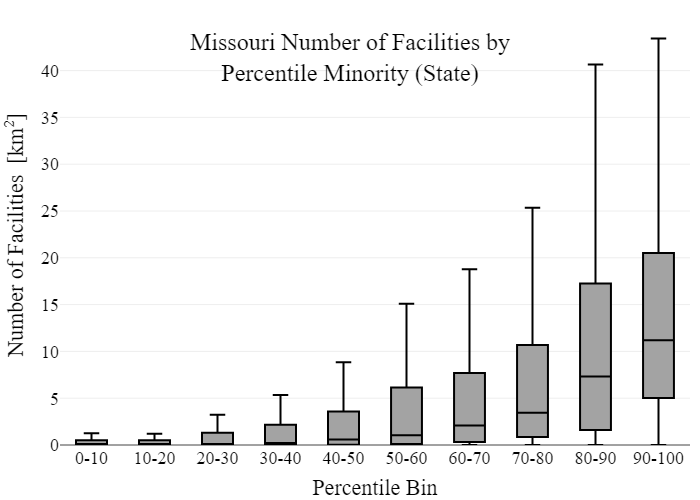 Missouri Number of Facilities by
Percentile Minority (State)
Number of Facilities [km²]
40
35
30
25
20
15
10
5
0
0-10 10-20 20-30 30-40 40-50 50-60 60-70 70-80 80-90 90-100
Percentile Bin